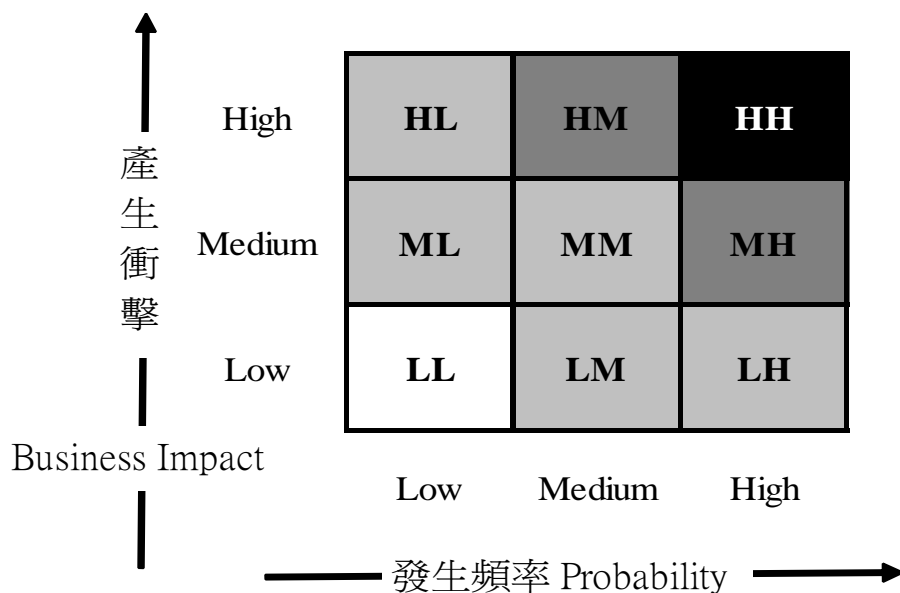 High HL HM HH
產生衝擊
Medium ML MM MH
Low LL LM LH
Business Impact
Low Medium High
發生頻率 Probability